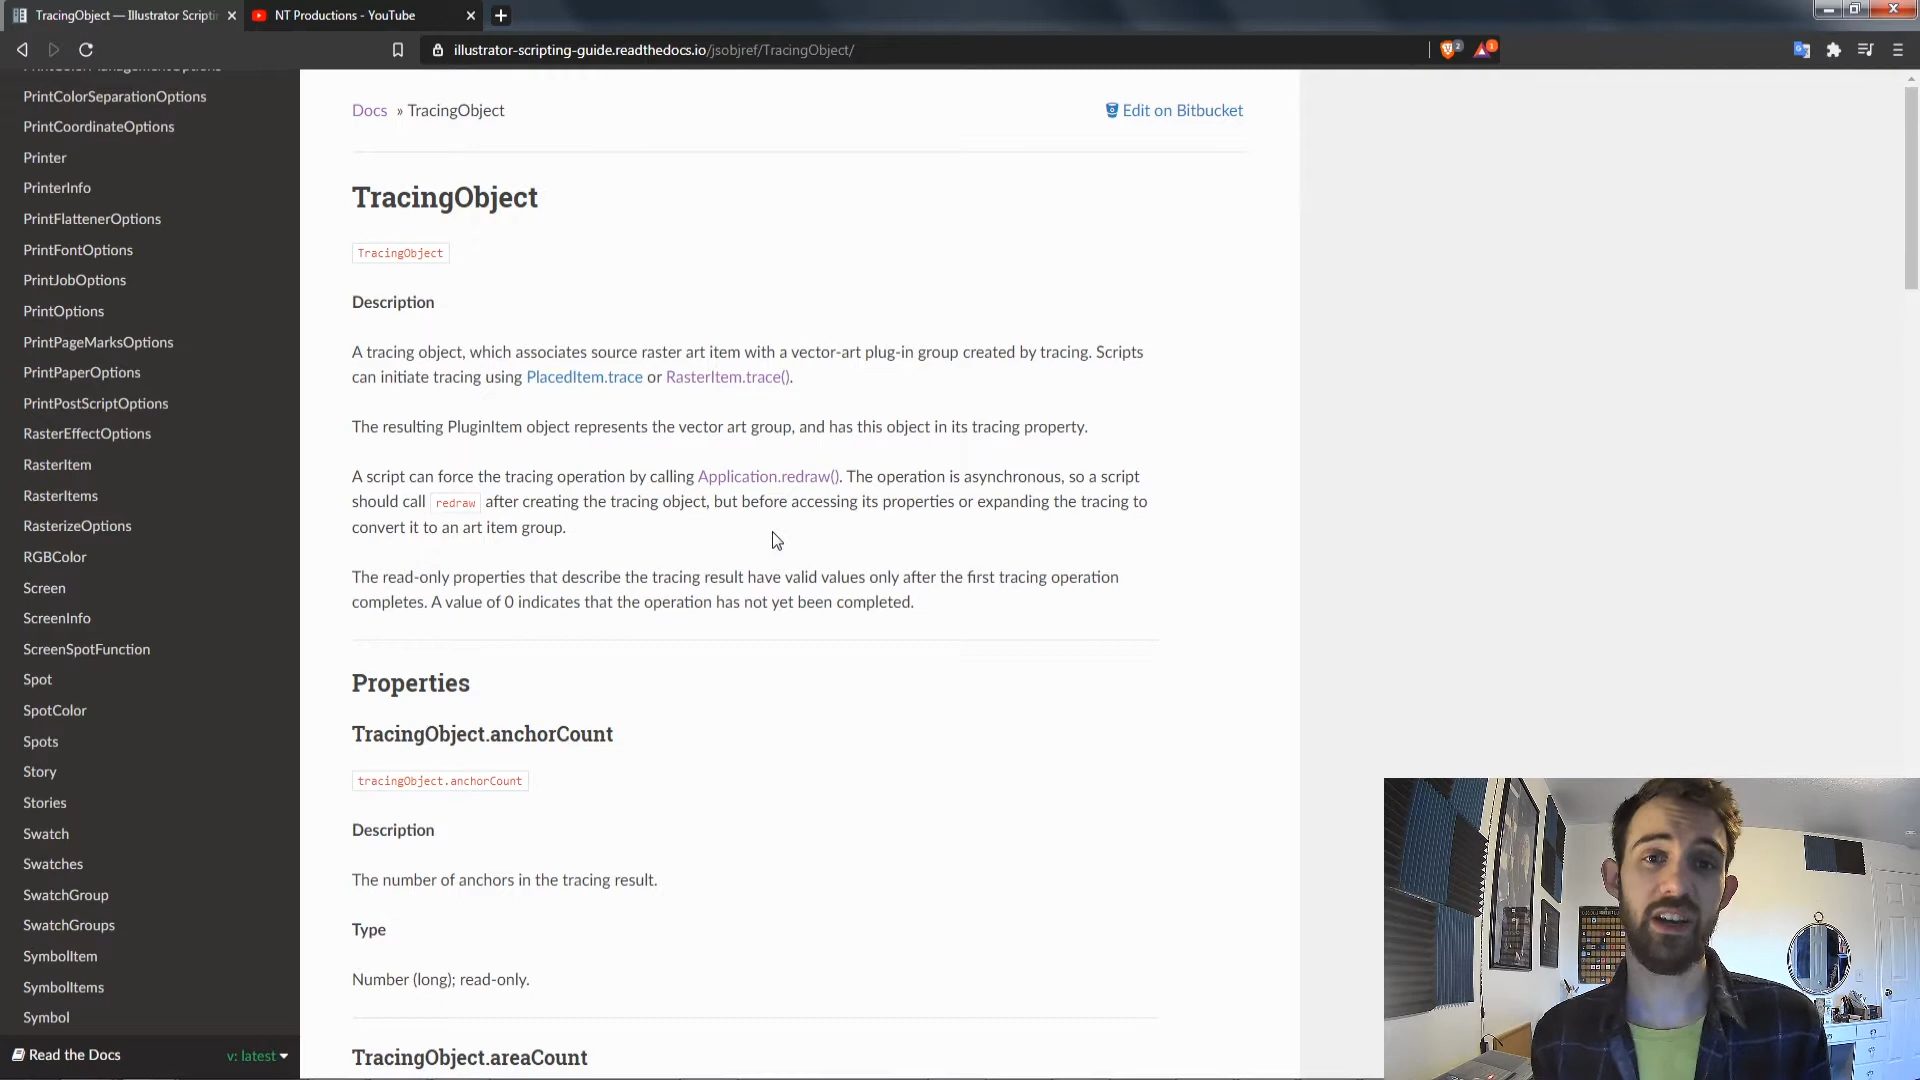 TracingObject — Illustrator Scripti
NT Productions - YouTube
illustrator-scripting-guide.readthedocs.io/jsobjref/TracingObject/
2
1
PrintColorManagementOptions
PrintColorSeparationOptions
PrintCoordinateOptions
Printer
PrinterInfo
PrintFlattenerOptions
PrintFontOptions
PrintJobOptions
PrintOptions
PrintPageMarksOptions
PrintPaperOptions
PrintPostScriptOptions
RasterEffectOptions
RasterItem
RasterItems
RasterizeOptions
RGBColor
Screen
ScreenInfo
ScreenSpotFunction
Spot
SpotColor
Spots
Story
Stories
Swatch
Swatches
SwatchGroup
SwatchGroups
SymbolItem
SymbolItems
Symbol
Read the Docs
v: latest
Docs » TracingObject
Edit on Bitbucket
TracingObject
TracingObject
Description
A tracing object, which associates source raster art item with a vector-art plug-in group created by tracing. Scripts
can initiate tracing using PlacedItem.trace or RasterItem.trace().
The resulting PluginItem object represents the vector art group, and has this object in its tracing property.
A script can force the tracing operation by calling Application.redraw(). The operation is asynchronous, so a script
should call redraw after creating the tracing object, but before accessing its properties or expanding the tracing to
convert it to an art item group.
The read-only properties that describe the tracing result have valid values only after the first tracing operation
completes. A value of 0 indicates that the operation has not yet been completed.
Properties
TracingObject.anchorCount
tracingObject.anchorCount
Description
The number of anchors in the tracing result.
Type
Number (long); read-only.
TracingObject.areaCount